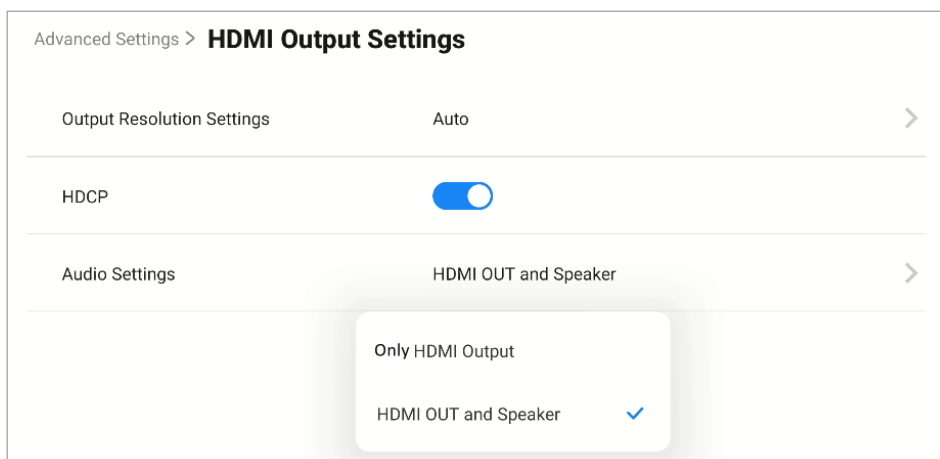 Advanced Settings > HDMI Output Settings
Output Resolution Settings Auto
HDCP
Audio Settings HDMI OUT and Speaker
Only HDMI Output
HDMI OUT and Speaker